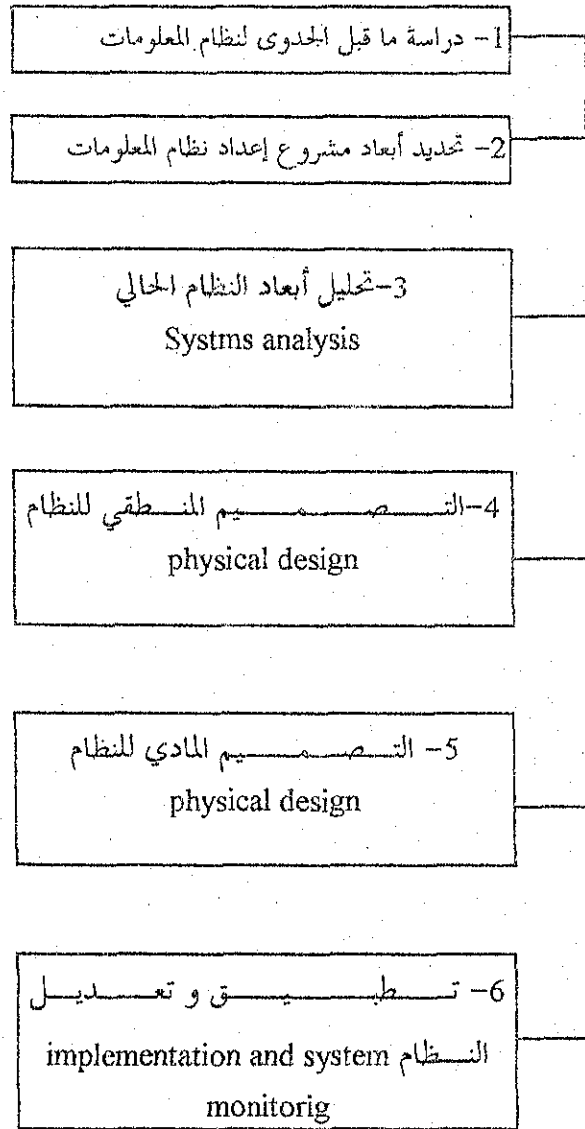 1- دراسة ما قبل الجدوى لنظام المعلومات
2- تحديد أبعاد مشروع إعداد نظام المعلومات
3-تحليل أبعاد النظام الحالي
Systms analysis
4-التصميم المنطقي للنظام
physical design
5- التصميم المادي للنظام
physical design
6- تطبيق و تعديل
النظام implementation and system
monitorig